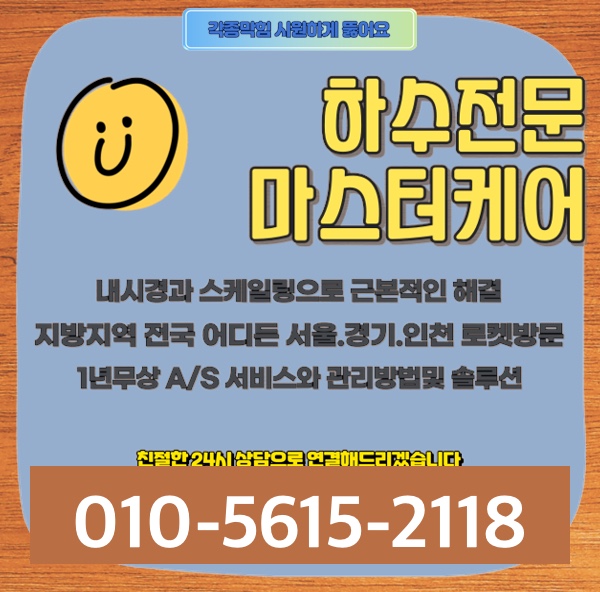 각종막힘 시원하게 뚫어요
하수전문
마스터케어
내시경과 스케일링으로 근본적인 해결
지방지역 전국 어디든 서울.경기.인천 로켓방문
1년무상 A/S 서비스와 관리방법및 솔루션
친절한 24시 상담으로 연결해드리겠습니다
010-5615-2118